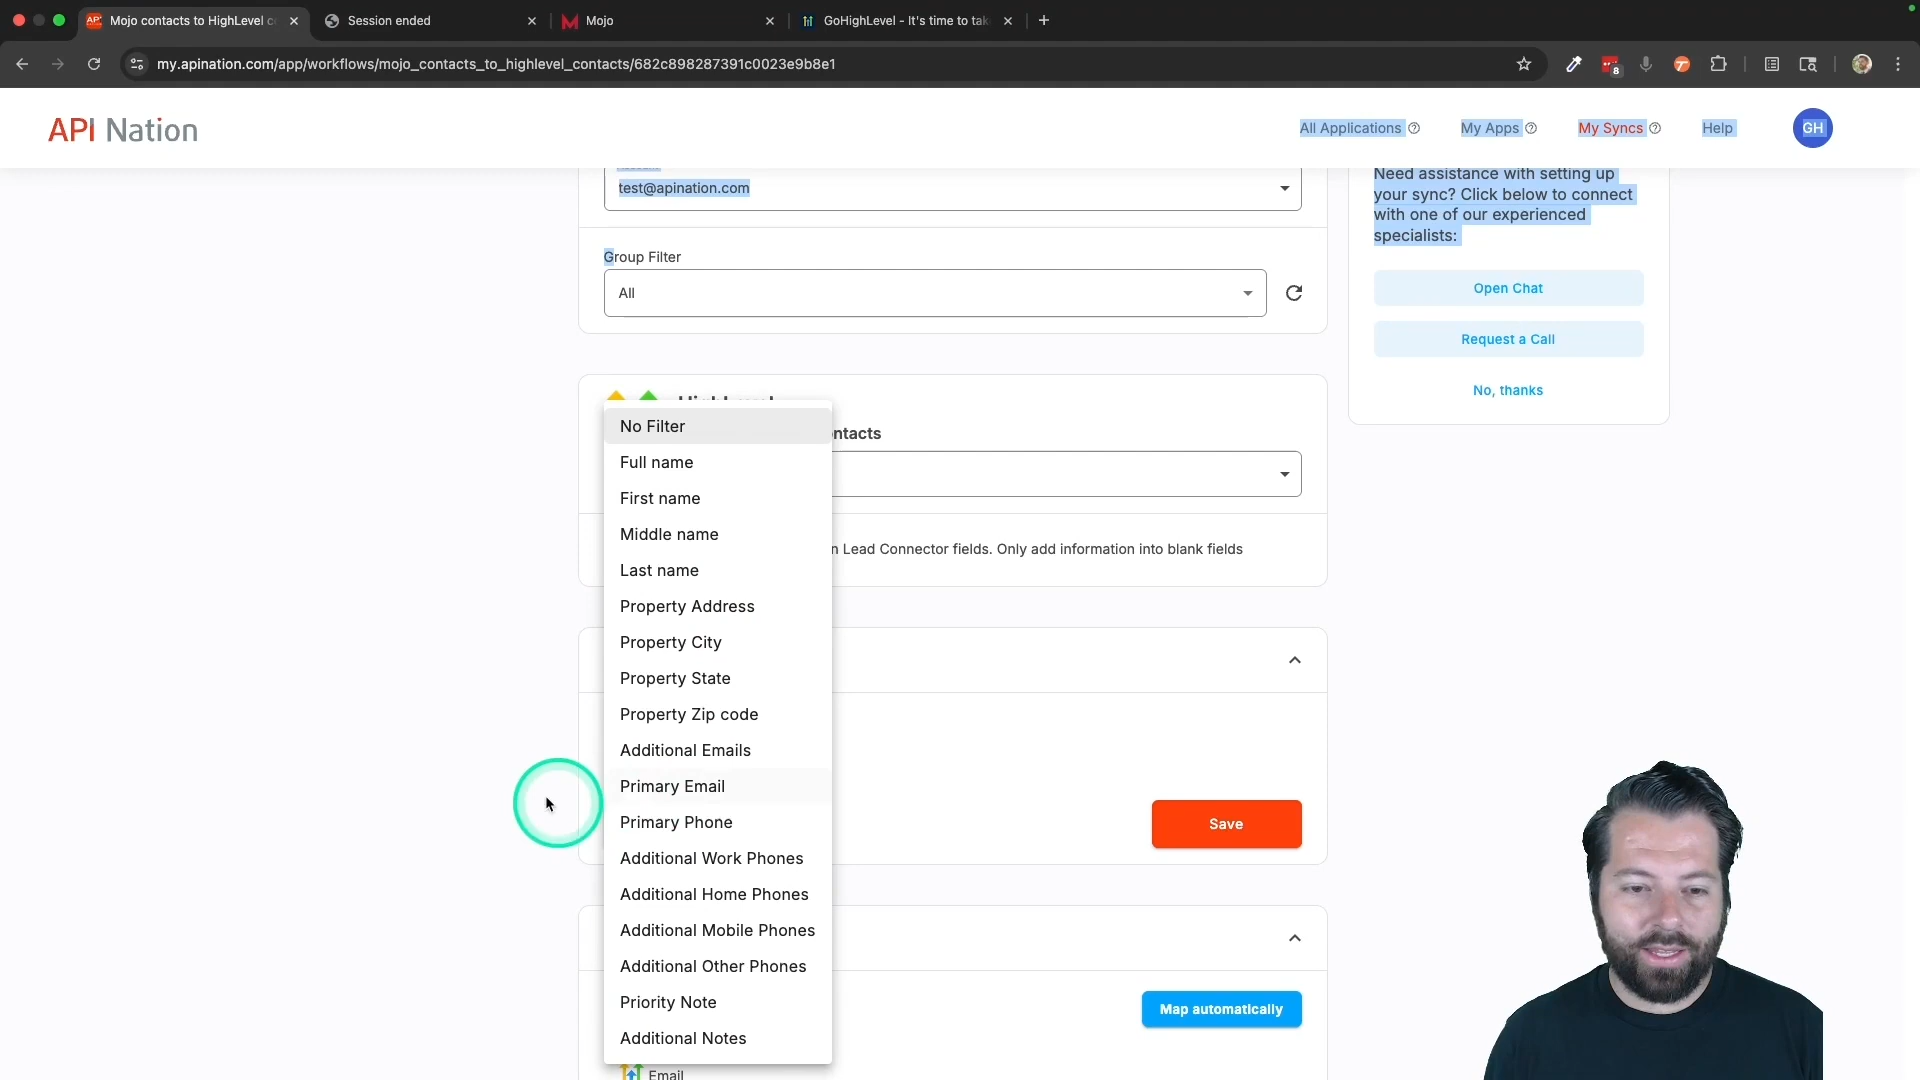 Mojo contacts to HighLevel c
Session ended
Mojo
GoHighLevel - It's time to tak
my.apination.com/app/workflows/mojo_contacts_to_highlevel_contacts/682c898287391c0023e9b8e1
8
API Nation
All Applications
My Apps
My Syncs
Help
GH
test@apination.com
Need assistance with setting up
your sync? Click below to connect
with one of our experienced
specialists:
Group Filter
All
Open Chat
Request a Call
No, thanks
ntacts
No Filter
Full name
First name
Middle name
n Lead Connector fields. Only add information into blank fields
Last name
Property Address
Property City
Property State
Property Zip code
Additional Emails
Primary Email
Primary Phone
Save
Additional Work Phones
Additional Home Phones
Additional Mobile Phones
Additional Other Phones
Priority Note
Map automatically
Additional Notes
Email